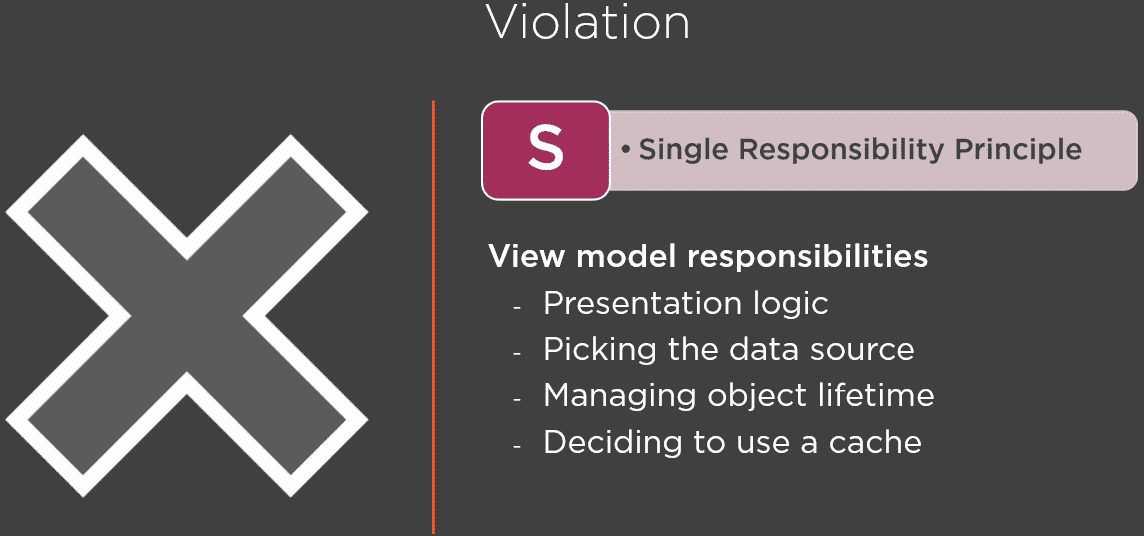 Violation
S
• Single Responsibility Principle
View model responsibilities
- Presentation logic
- Picking the data source
- Managing object lifetime
- Deciding to use a cache